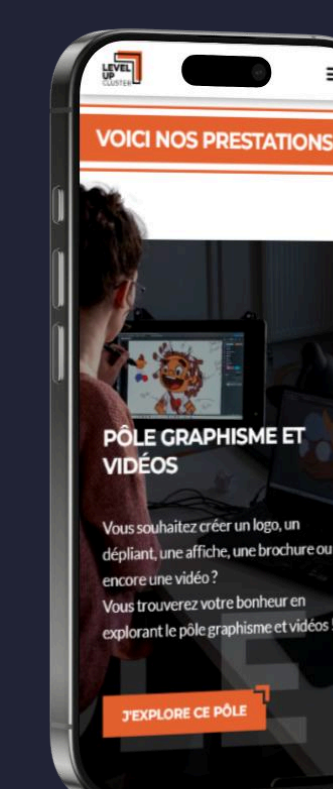 LEVEL
UP
CLUSTER
VOICI NOS PRESTATIONS
PÔLE GRAPHISME ET
VIDÉOS
Vous souhaitez créer un logo, un
dépliant, une affiche, une brochure ou
encore une vidéo ?
Vous trouverez votre bonheur en
explorant le pôle graphisme et vidéos !
J'EXPLORE CE PÔLE
LE